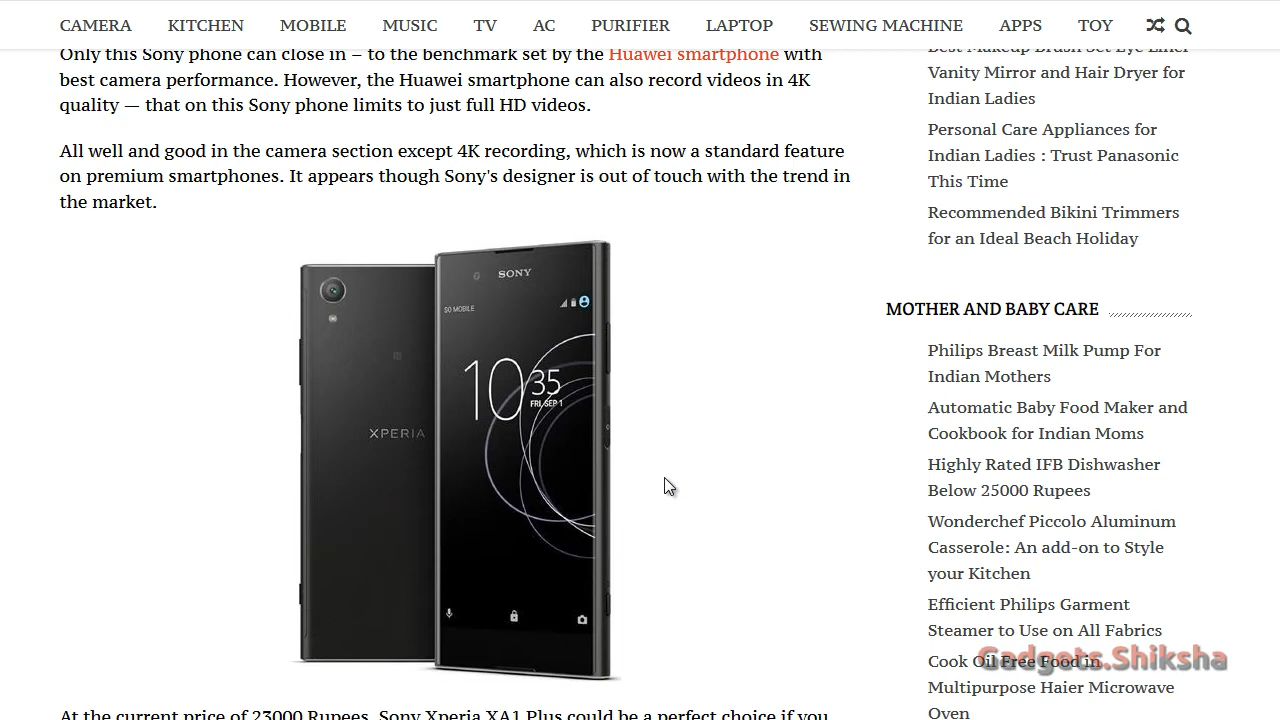 CAMERA KITCHEN MOBILE MUSIC TV AC PURIFIER LAPTOP SEWING MACHINE APPS TOY
Only this Sony phone can close in – to the benchmark set by the Huawei smartphone with
best camera performance. However, the Huawei smartphone can also record videos in 4K
quality — that on this Sony phone limits to just full HD videos.
All well and good in the camera section except 4K recording, which is now a standard feature
on premium smartphones. It appears though Sony's designer is out of touch with the trend in
the market.
SONY
SO MOBILE
10 35
FRI, SEP 1
XPERIA
At the current price of 23000 Rupees, Sony Xperia XA1 Plus could be a perfect choice if you
Best Makeup Brush Set Eye Liner
Vanity Mirror and Hair Dryer for
Indian Ladies
Personal Care Appliances for
Indian Ladies : Trust Panasonic
This Time
Recommended Bikini Trimmers
for an Ideal Beach Holiday
MOTHER AND BABY CARE
Philips Breast Milk Pump For
Indian Mothers
Automatic Baby Food Maker and
Cookbook for Indian Moms
Highly Rated IFB Dishwasher
Below 25000 Rupees
Wonderchef Piccolo Aluminum
Casserole: An add-on to Style
your Kitchen
Efficient Philips Garment
Steamer to Use on All Fabrics
Cook Oil Free Food in
Multipurpose Haier Microwave
Oven
Gadgets.Shiksha